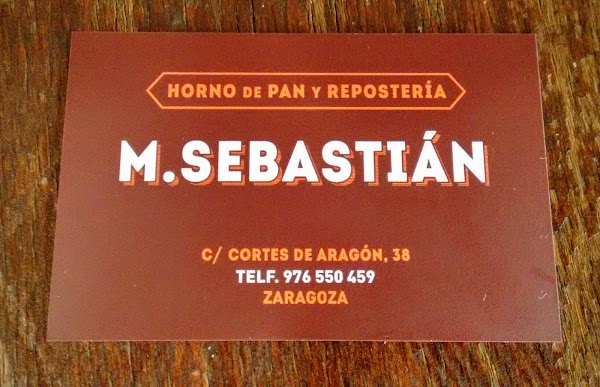 HORNO DE PAN Y REPOSTERÍA
M.SEBASTIÁN
C/ CORTES DE ARAGÓN, 38
TELF. 976 550 459
ZARAGOZA